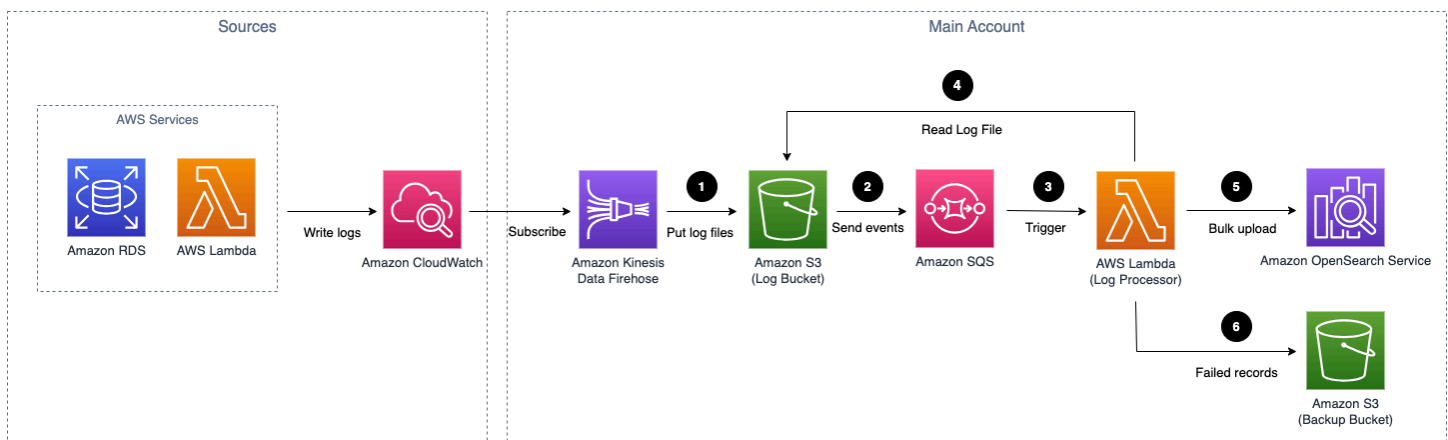 Sources
Main Account
4
Read Log File
AWS Services
Amazon RDS
AWS Lambda
Write logs
Amazon CloudWatch
Subscribe
Amazon Kinesis
Data Firehose
1
Put log files
Amazon S3
(Log Bucket)
2
Send events
Amazon SQS
3
Trigger
AWS Lambda
(Log Processor)
5
Bulk upload
Amazon OpenSearch Service
6
Failed records
Amazon S3
(Backup Bucket)